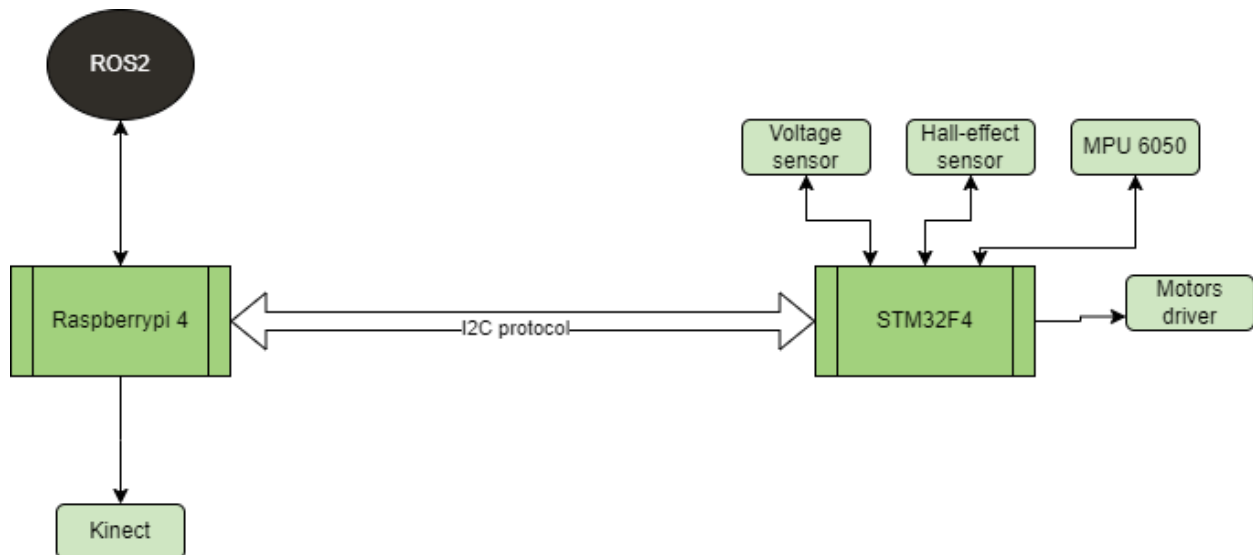 ROS2
Voltage
sensor
Hall-effect
sensor
MPU 6050
Raspberrypi 4
I2C protocol
STM32F4
Motors
driver
Kinect